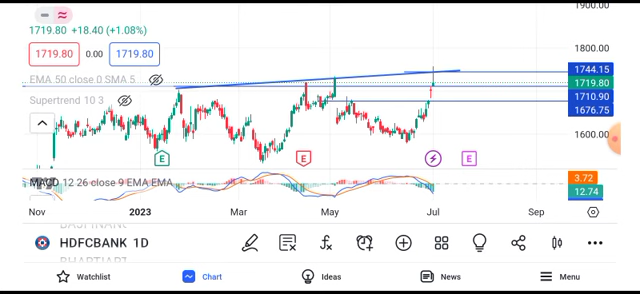 1900.00
1719.80 +18.40 (+1.08%)
1719.80 0.00 1719.80
1800.00
1744.15
EMA 50 close 0 SMA 5
1719.80
Supertrend 10 3
1710.90
1676.75
1600.00
E E E
MACD 12 26 close 9 EMA EMA
3.72
12.74
Nov 2023 Mar May Jul Sep
HDFCBANK 1D
Watchlist Chart Ideas News Menu